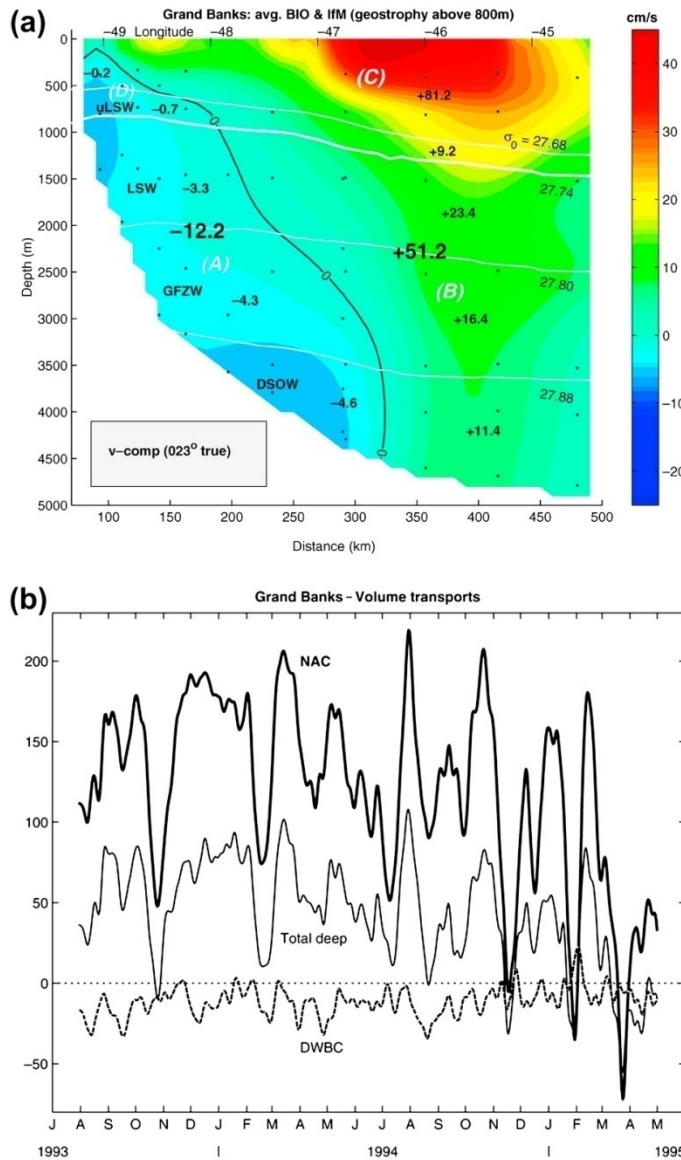 (a)
Grand Banks: avg. BIO & IfM (geostrophy above 800m)
cm/s
−49 Longitude −48 −47 −46 −45
0
500
1000
1500
2000
2500
3000
3500
4000
4500
5000
Depth (m)
−0.2
(D)
uLSW
−0.7
(C)
+81.2
σ0 = 27.68
+9.2
27.74
LSW
−3.3
+23.4
−12.2
+51.2
27.80
(A)
(B)
GFZW
−4.3
+16.4
DSOW
−4.6
27.88
+11.4
0
0
0
v−comp (023o true)
100 150 200 250 300 350 400 450 500
Distance (km)
40
30
20
10
0
−10
−20
(b)
Grand Banks − Volume transports
200
150
100
50
0
−50
NAC
Total deep
DWBC
J A S O N D J F M A M J J A S O N D J F M A M
1993 1994 1995